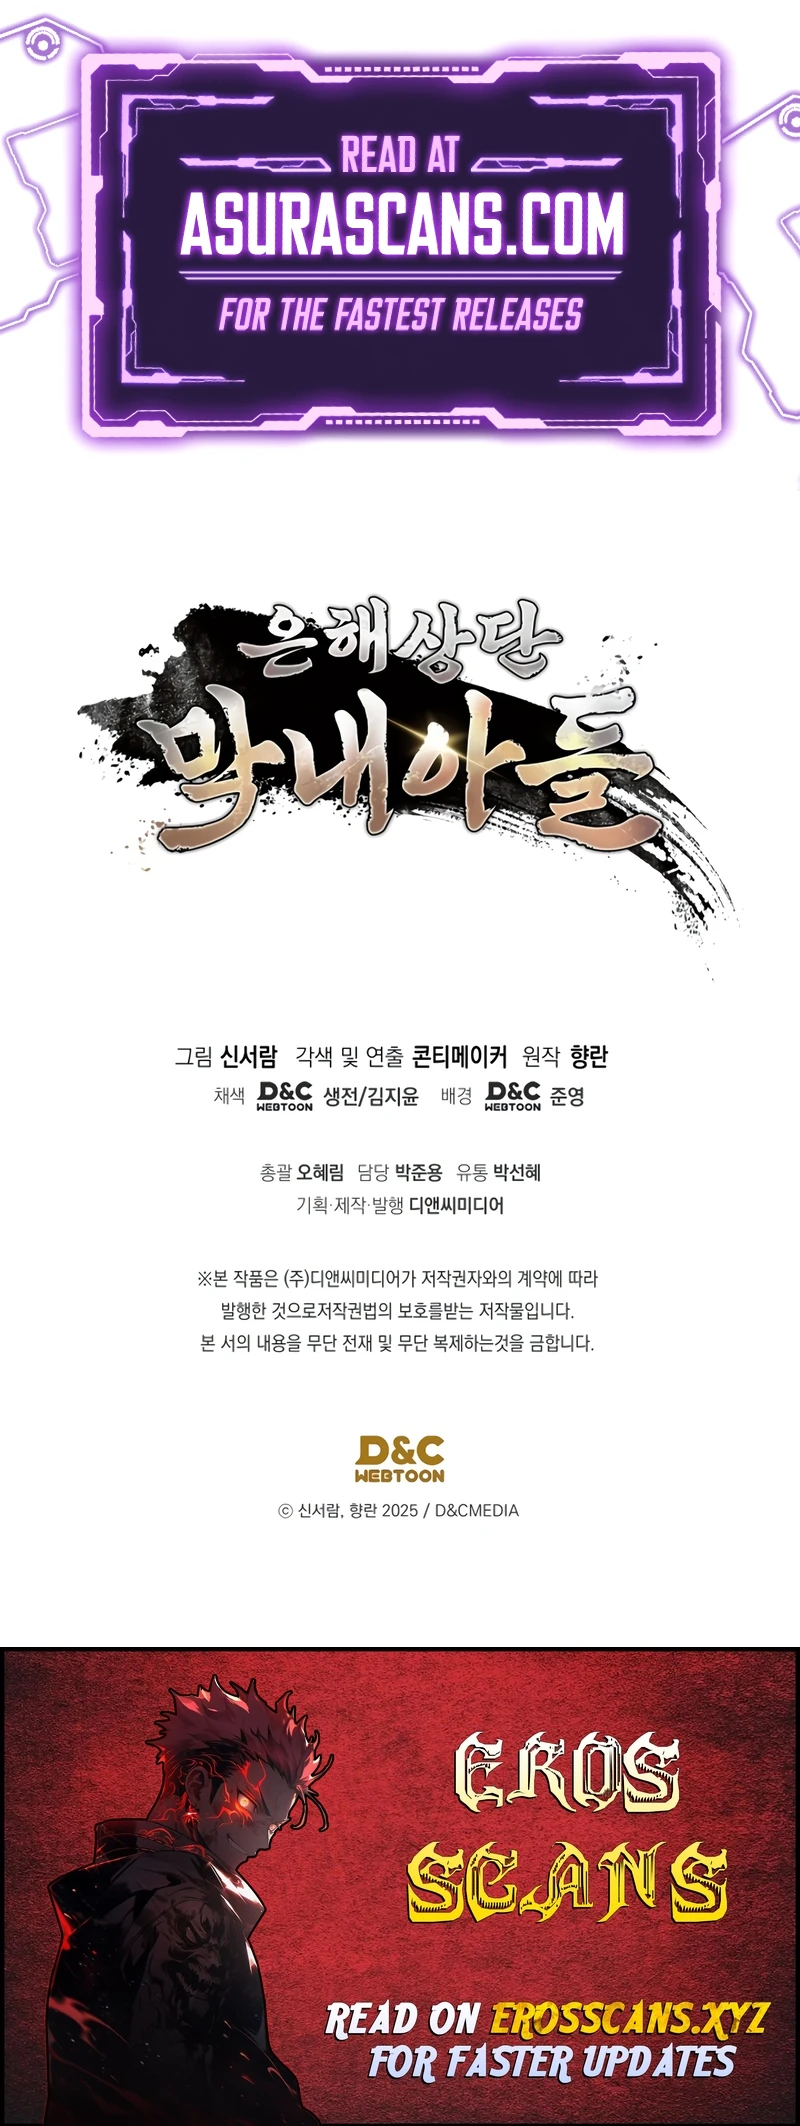 READ AT
ASURASCANS.COM
FOR THE FASTEST RELEASES
은해상단
막내아들
그림 신서람 각색 및 연출 콘티메이커 원작 향란
채색 D&C WEBTOON 생전/김지윤 배경 D&C WEBTOON 준영
총괄 오혜림 담당 박준용 유통 박선혜
기획·제작·발행 디앤씨미디어
※본 작품은 (주)디앤씨미디어가 저작권자와의 계약에 따라
발행한 것으로저작권법의 보호를받는 저작물입니다.
본 서의 내용을 무단 전재 및 무단 복제하는것을 금합니다.
D&C
WEBTOON
ⓒ 신서람, 향란 2025 / D&CMEDIA
EROS
SCANS
READ ON EROSSCANS.XYZ
FOR FASTER UPDATES